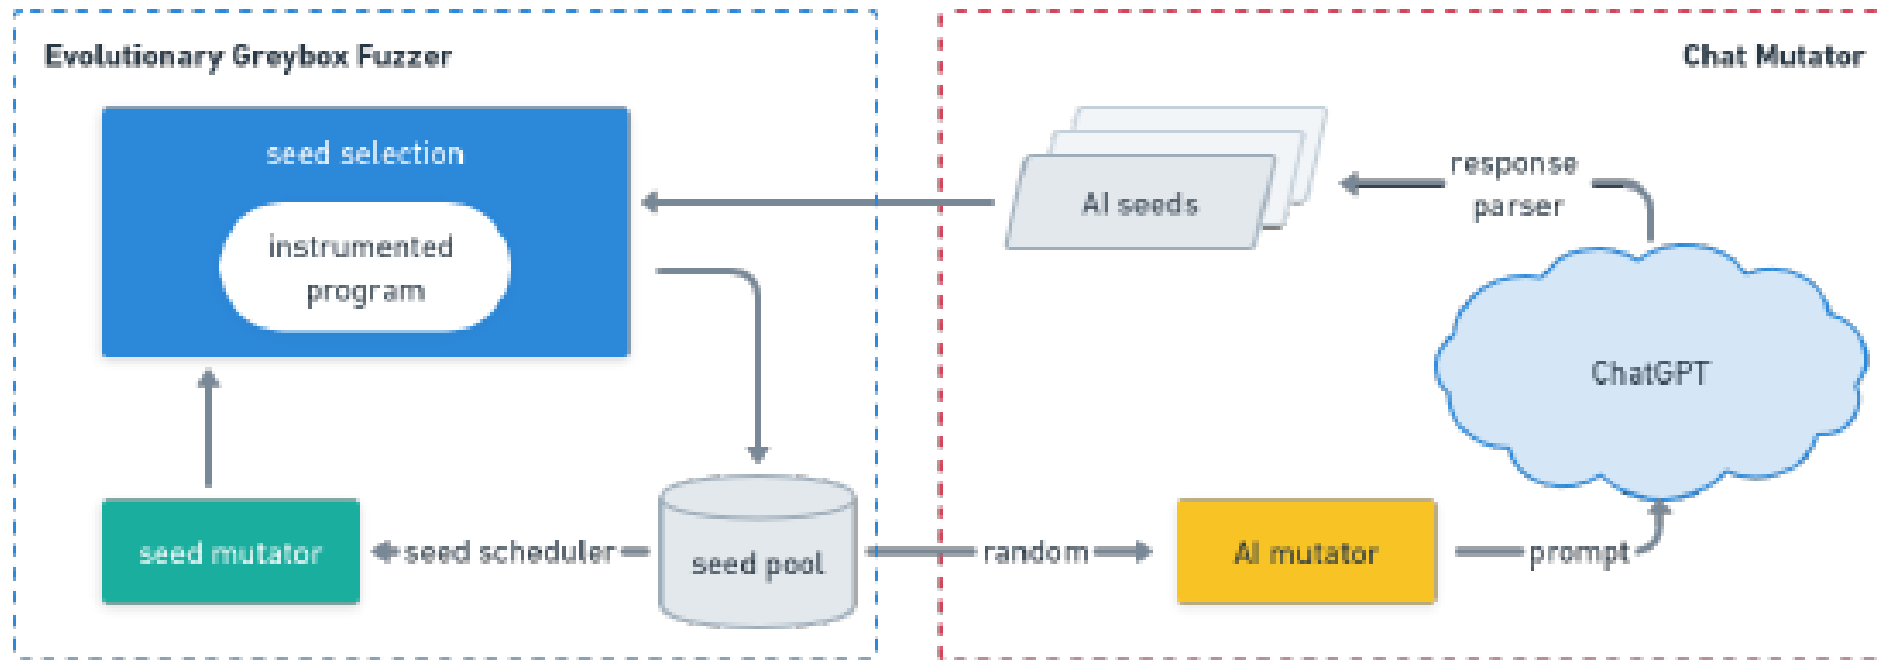 Evolutionary Greybox Fuzzer
Chat Mutator
seed selection
instrumented
program
AI seeds
response
parser
ChatGPT
seed mutator
seed scheduler
seed pool
random
AI mutator
prompt